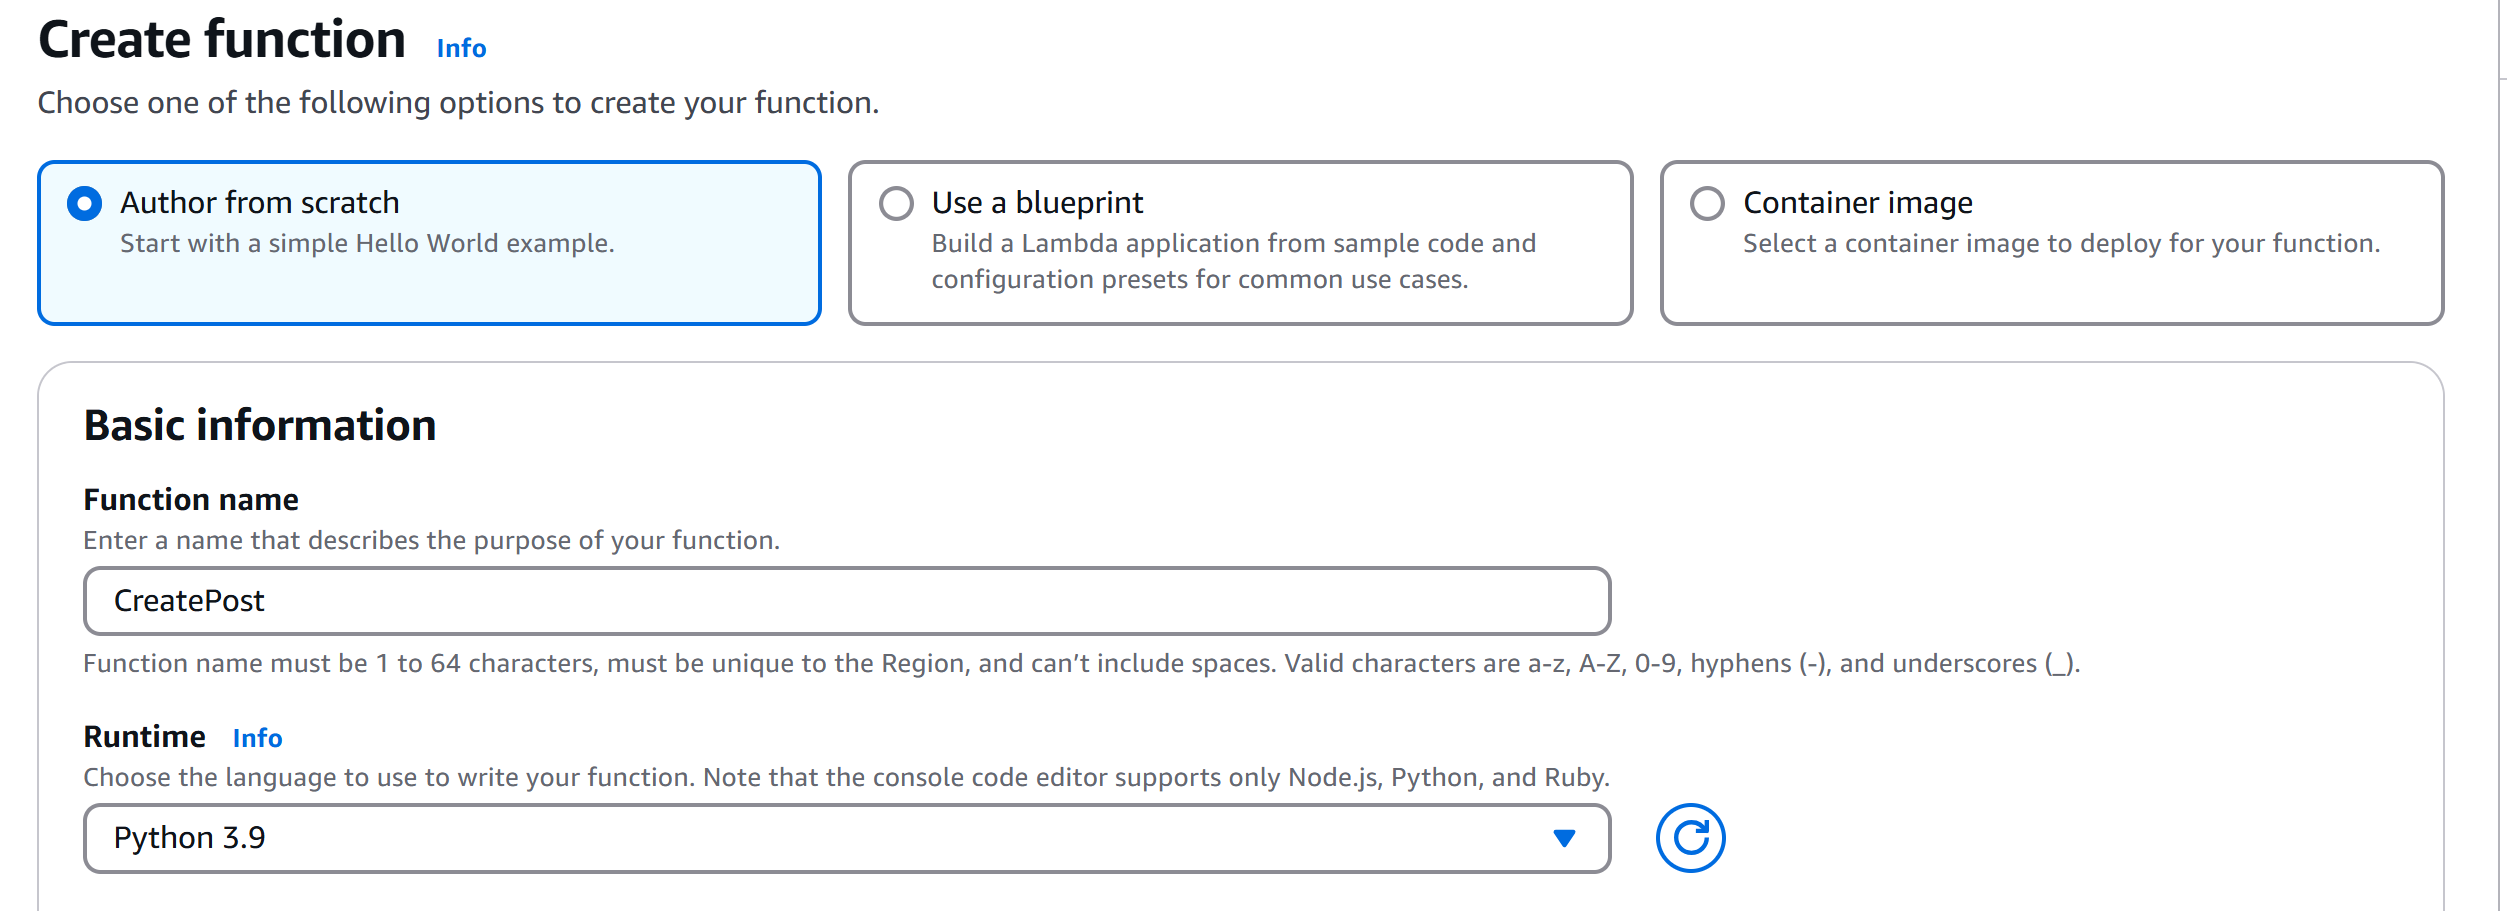 Create function Info
Choose one of the following options to create your function.
Author from scratch
Start with a simple Hello World example.
Use a blueprint
Build a Lambda application from sample code and
configuration presets for common use cases.
Container image
Select a container image to deploy for your function.
Basic information
Function name
Enter a name that describes the purpose of your function.
CreatePost
Function name must be 1 to 64 characters, must be unique to the Region, and can’t include spaces. Valid characters are a-z, A-Z, 0-9, hyphens (-), and underscores (_).
Runtime Info
Choose the language to use to write your function. Note that the console code editor supports only Node.js, Python, and Ruby.
Python 3.9